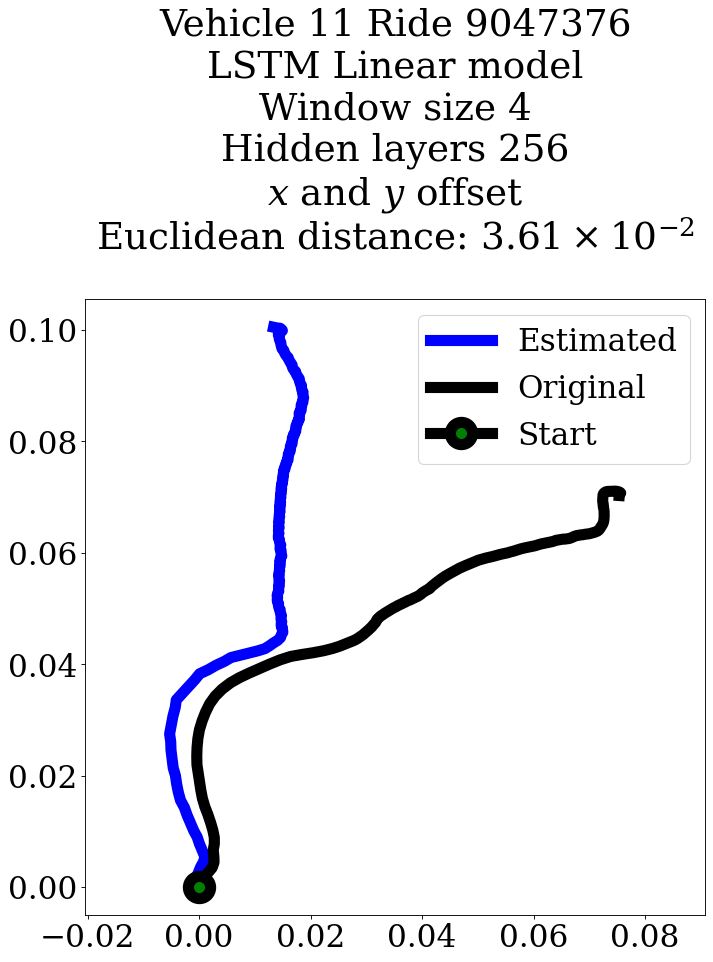 Vehicle 11 Ride 9047376
LSTM Linear model
Window size 4
Hidden layers 256
x and y offset
Euclidean distance: 3.61 × 10⁻²
Estimated
Original
Start
0.10
0.08
0.06
0.04
0.02
0.00
−0.02 0.00 0.02 0.04 0.06 0.08